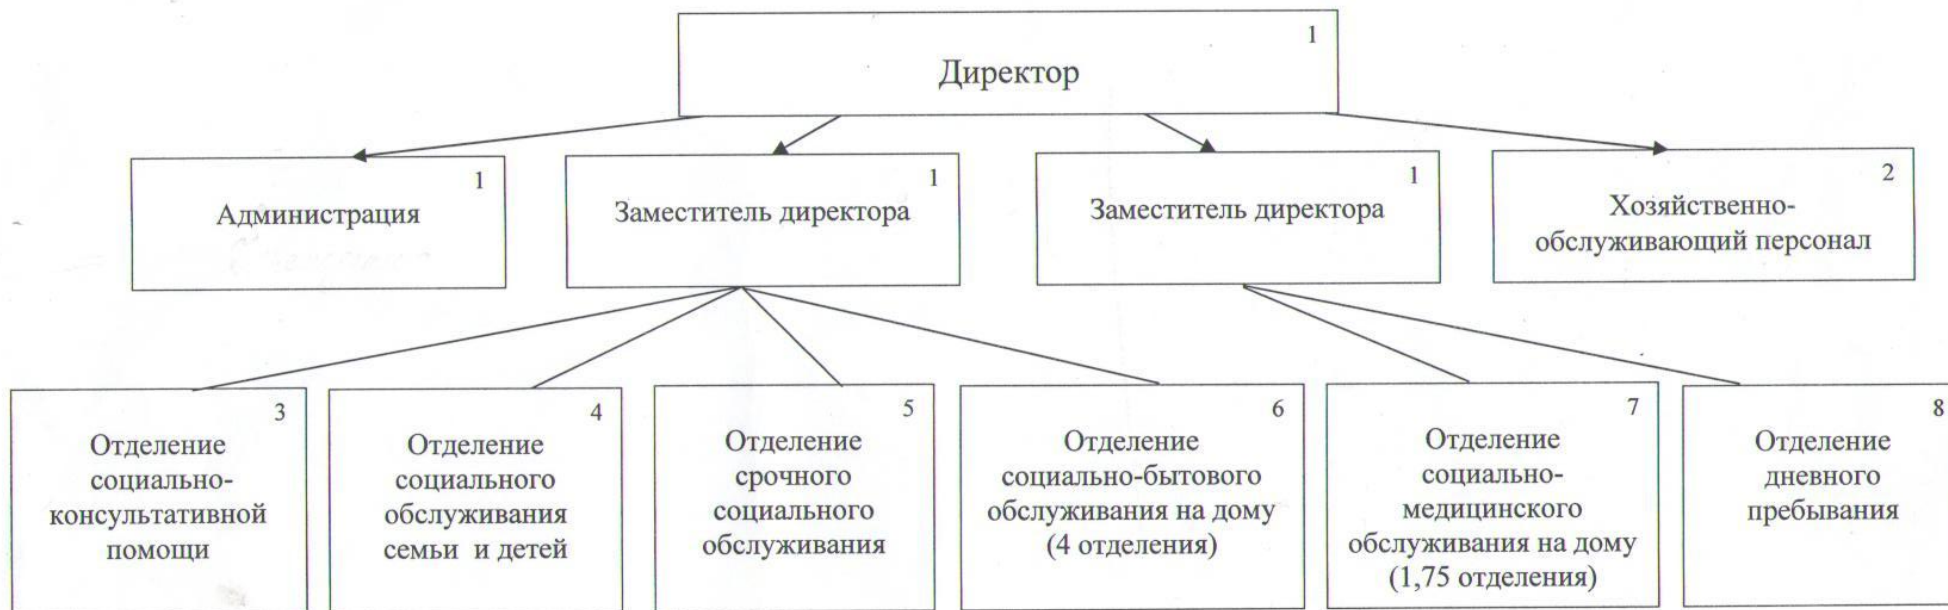 1
Директор
1
Администрация
1
Заместитель директора
1
Заместитель директора
2
Хозяйственно-
обслуживающий персонал
3
Отделение
социально-
консультативной
помощи
4
Отделение
социального
обслуживания
семьи и детей
5
Отделение
срочного
социального
обслуживания
6
Отделение
социально-бытового
обслуживания на дому
(4 отделения)
7
Отделение
социально-
медицинского
обслуживания на дому
(1,75 отделения)
8
Отделение
дневного
пребывания